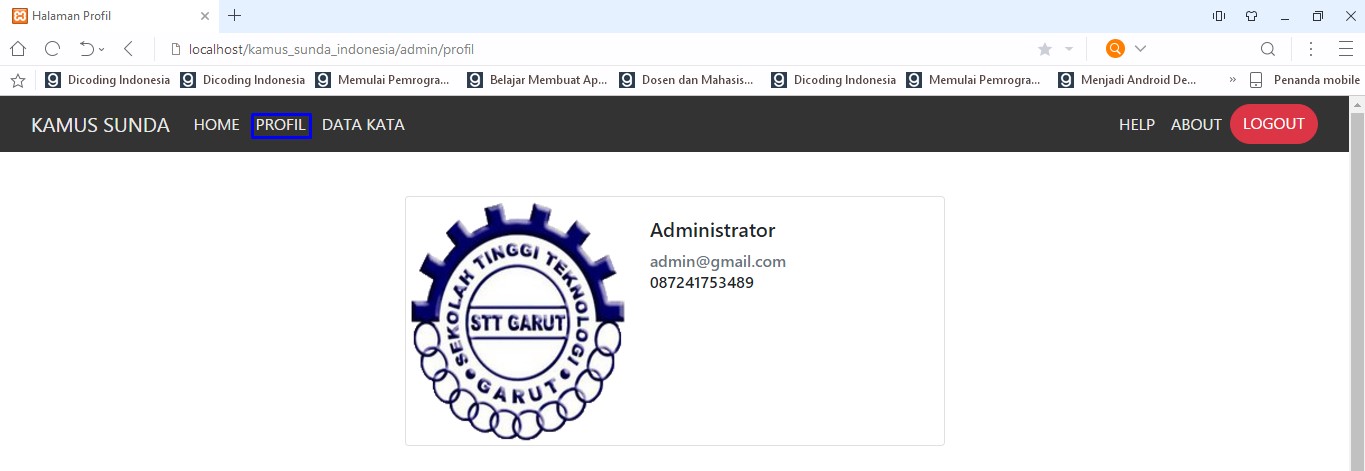 Halaman Profil
localhost/kamus_sunda_indonesia/admin/profil
Dicoding Indonesia Dicoding Indonesia Memulai Pemrogra... Belajar Membuat Ap... Dosen dan Mahasis... Dicoding Indonesia Memulai Pemrogra... Menjadi Android De... » Penanda mobile
KAMUS SUNDA HOME PROFIL DATA KATA HELP ABOUT LOGOUT
SEKOLAH TINGGI TEKNOLOGI
STT GARUT
GARUT
Administrator
admin@gmail.com
087241753489